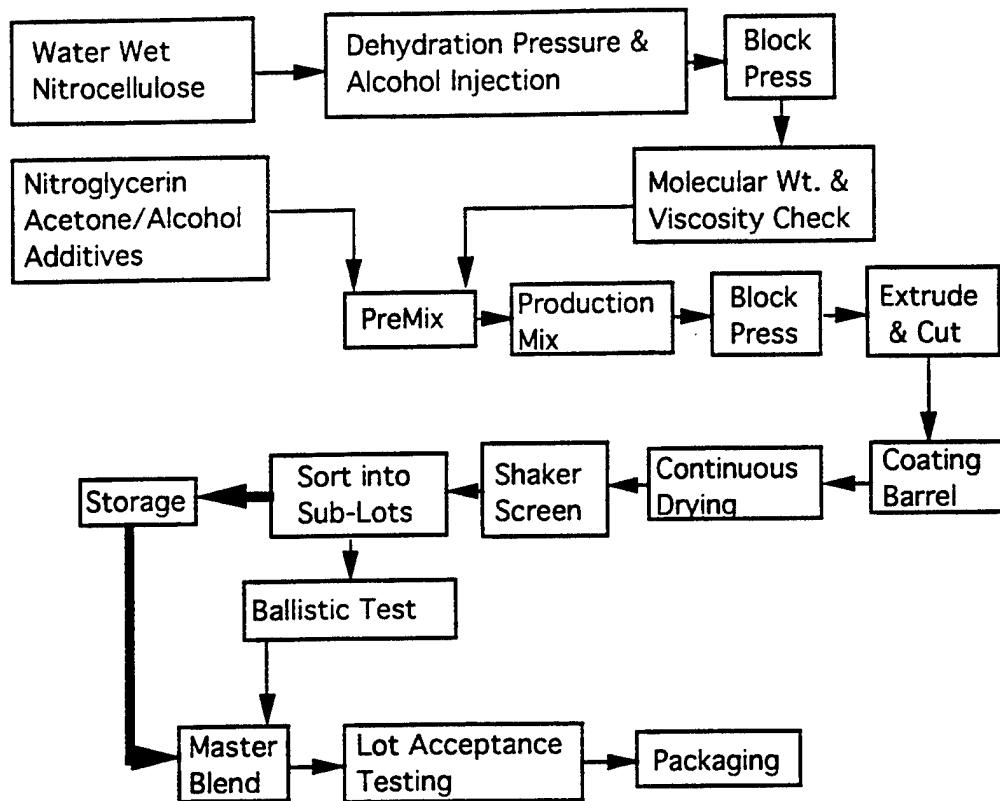 Water Wet
Nitrocellulose
Dehydration Pressure &
Alcohol Injection
Block
Press
Nitroglycerin
Acetone/Alcohol
Additives
Molecular Wt. &
Viscosity Check
PreMix
Production
Mix
Block
Press
Extrude
& Cut
Coating
Barrel
Continuous
Drying
Shaker
Screen
Sort into
Sub-Lots
Storage
Ballistic Test
Master
Blend
Lot Acceptance
Testing
Packaging